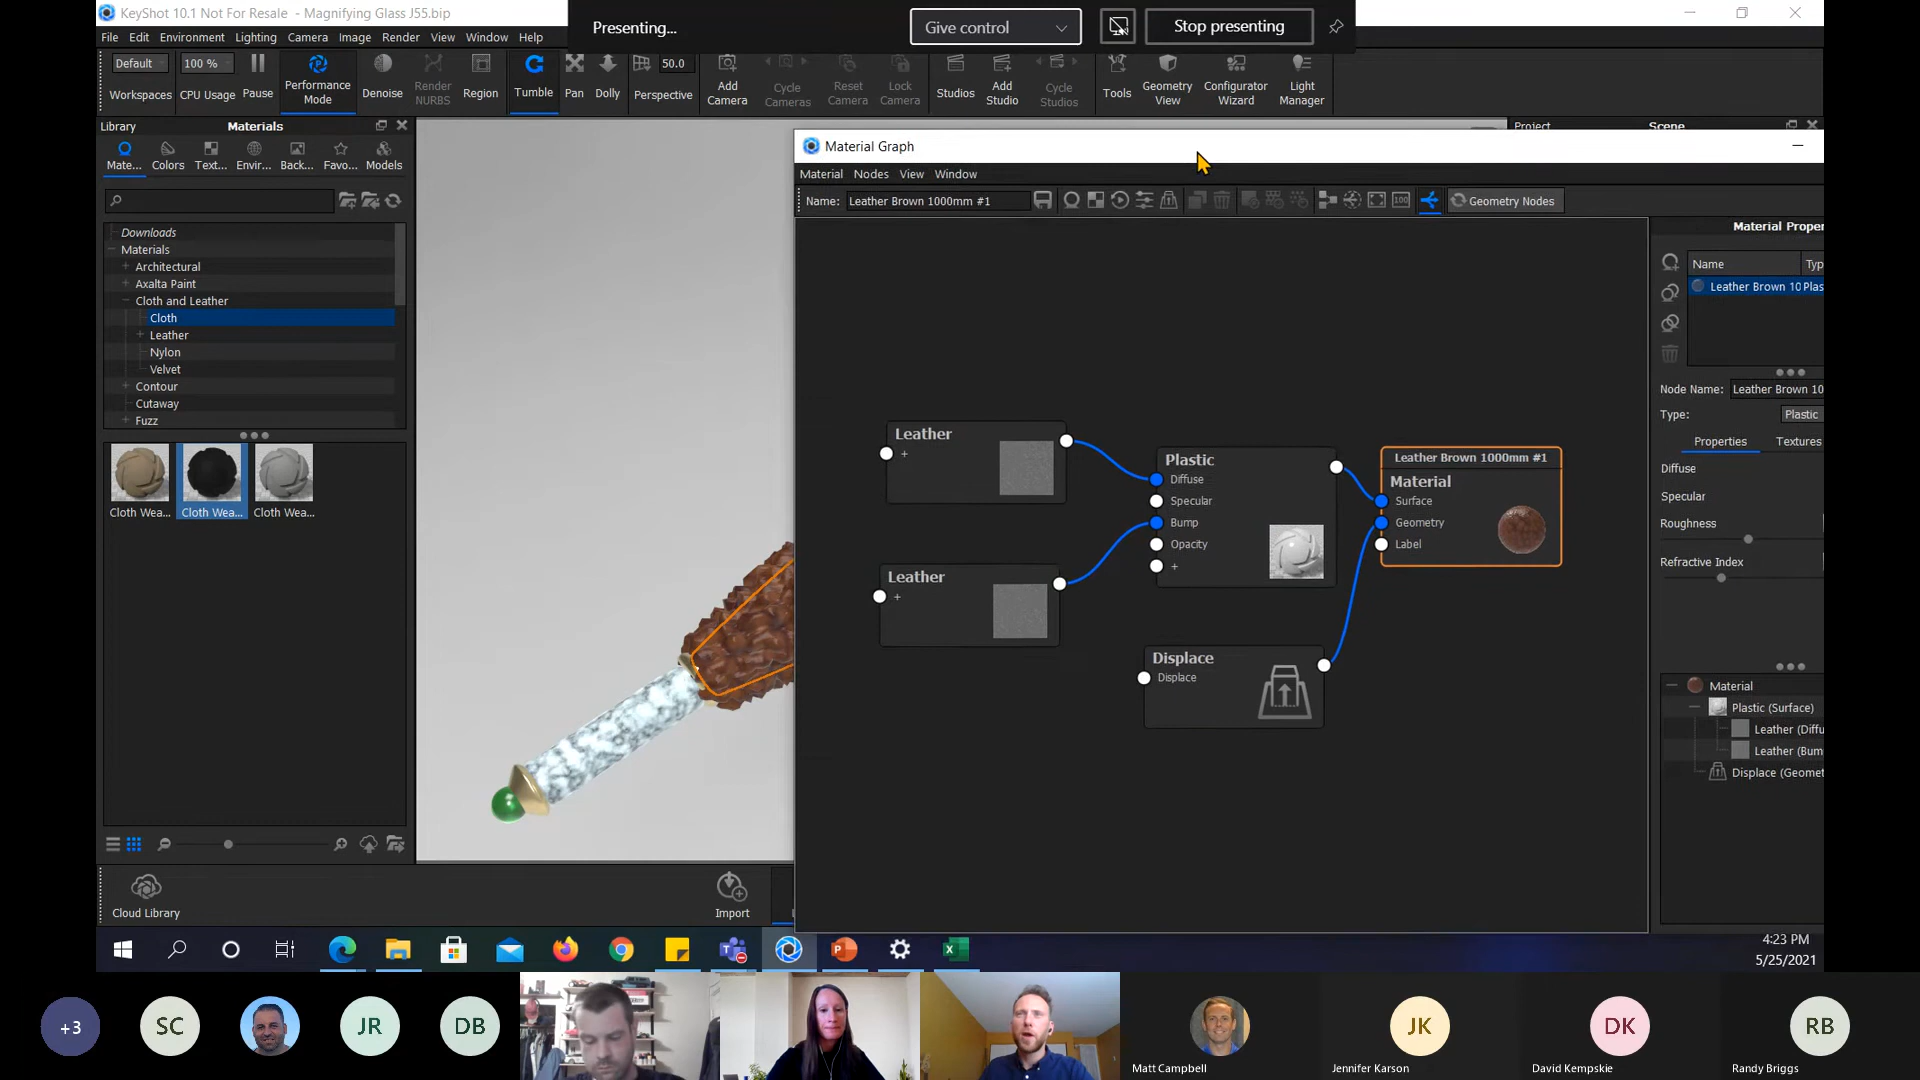 KeyShot 10.1 Not For Resale - Magnifying Glass J55.bip
Presenting...
Give control
Stop presenting
File Edit Environment Lighting Camera Image Render View Window Help
Default
100 %
50.0
Workspaces
CPU Usage
Pause
Performance Mode
Denoise
Render NURBS
Region
Tumble
Pan
Dolly
Perspective
Add Camera
Cycle Cameras
Reset Camera
Lock Camera
Studios
Add Studio
Cycle Studios
Tools
Geometry View
Configurator Wizard
Light Manager
Library
Materials
Project
Scene
Mate...
Colors
Text...
Envir...
Back...
Favo...
Models
Downloads
Materials
Architectural
Axalta Paint
Cloth and Leather
Cloth
Leather
Nylon
Velvet
Contour
Cutaway
Fuzz
Cloth Wea...
Cloth Wea...
Cloth Wea...
Cloud Library
Import
Material Graph
Material Nodes View Window
Name: Leather Brown 1000mm #1
100
Geometry Nodes
Leather
+
Leather
+
Plastic
Diffuse
Specular
Bump
Opacity
+
Displace
Displace
Leather Brown 1000mm #1
Material
Surface
Geometry
Label
Material Proper
Name
Typ
Leather Brown 10 Plas
Node Name: Leather Brown 10
Type: Plastic
Properties
Textures
Diffuse
Specular
Roughness
Refractive Index
Material
Plastic (Surface)
Leather (Diffu
Leather (Bum
Displace (Geomet
4:23 PM
5/25/2021
+3
SC
JR
DB
Matt Campbell
JK
Jennifer Karson
DK
David Kempskie
RB
Randy Briggs